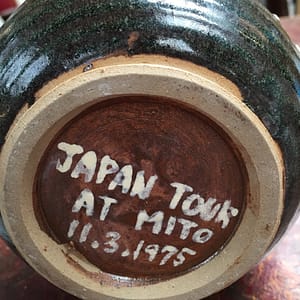 JAPAN TOUR
AT MITO
11.3.1975